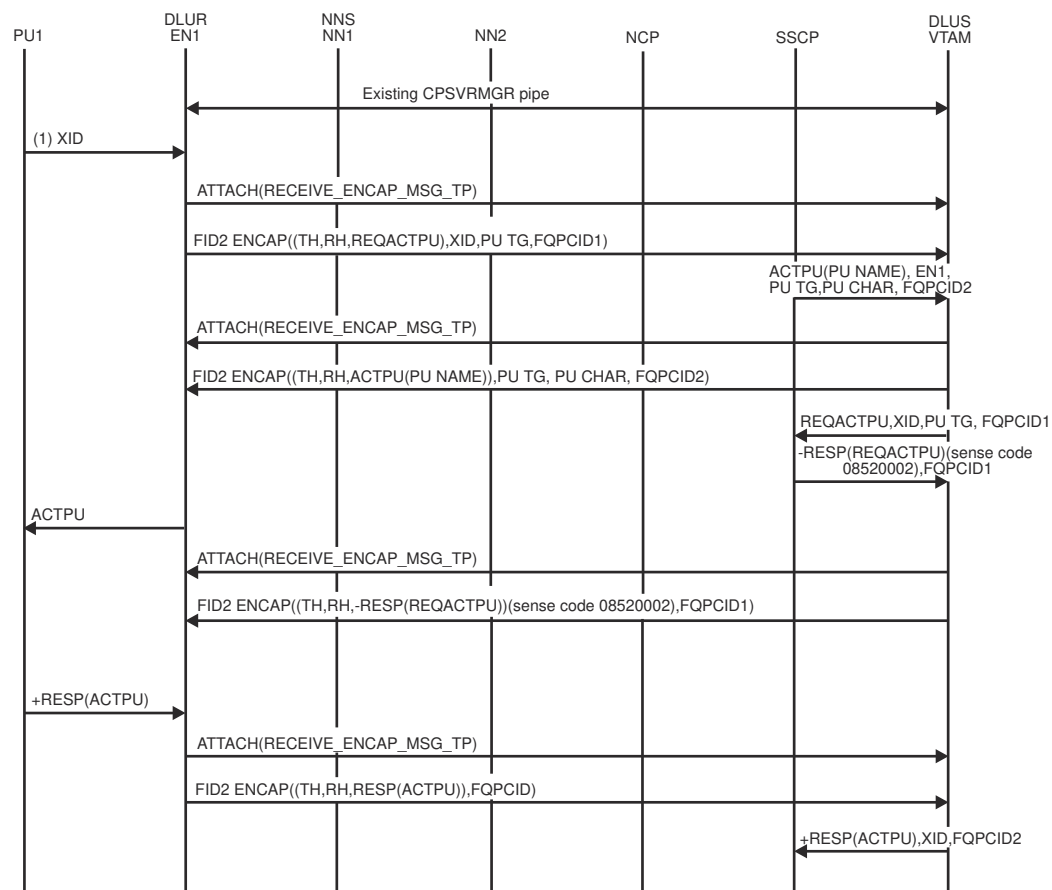 PU1
DLUR
EN1
NNS
NN1
NN2
NCP
SSCP
DLUS
VTAM
Existing CPSVRMGR pipe
(1) XID
ATTACH(RECEIVE_ENCAP_MSG_TP)
FID2 ENCAP((TH,RH,REQACTPU),XID,PU TG,FQPCID1)
ACTPU(PU NAME), EN1,
PU TG,PU CHAR, FQPCID2
ATTACH(RECEIVE_ENCAP_MSG_TP)
FID2 ENCAP((TH,RH,ACTPU(PU NAME)),PU TG, PU CHAR, FQPCID2)
REQACTPU,XID,PU TG, FQPCID1
-RESP(REQACTPU)(sense code
08520002),FQPCID1
ACTPU
ATTACH(RECEIVE_ENCAP_MSG_TP)
FID2 ENCAP((TH,RH,-RESP(REQACTPU))(sense code 08520002),FQPCID1)
+RESP(ACTPU)
ATTACH(RECEIVE_ENCAP_MSG_TP)
FID2 ENCAP((TH,RH,RESP(ACTPU)),FQPCID)
+RESP(ACTPU),XID,FQPCID2